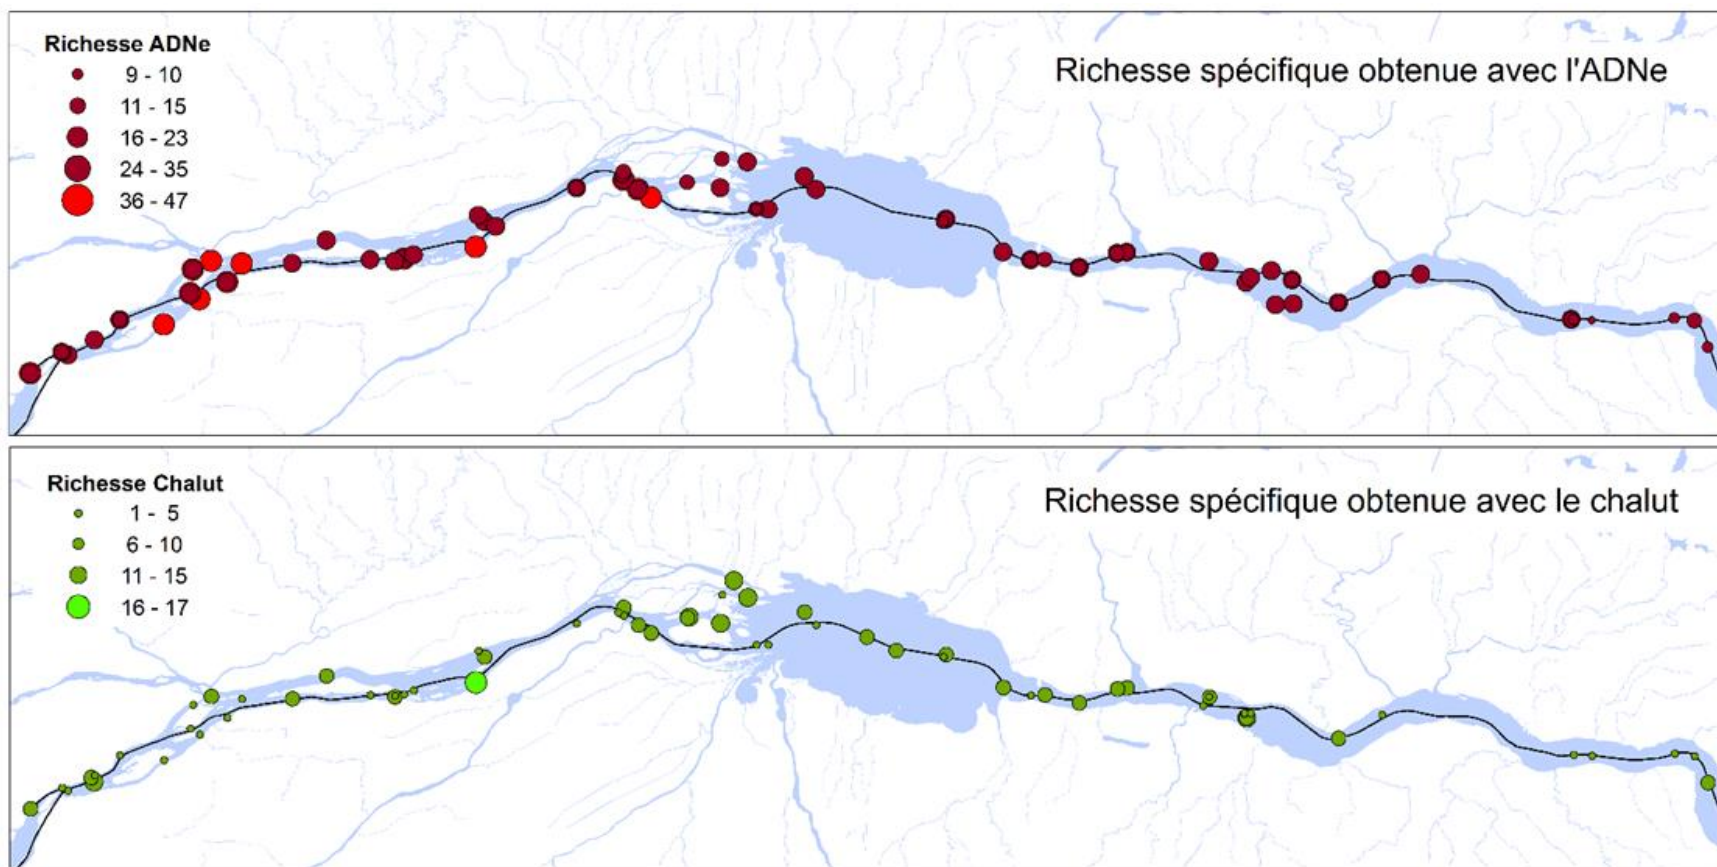 Richesse ADNe
9 - 10
11 - 15
16 - 23
24 - 35
36 - 47
Richesse spécifique obtenue avec l'ADNe
Richesse Chalut
1 - 5
6 - 10
11 - 15
16 - 17
Richesse spécifique obtenue avec le chalut